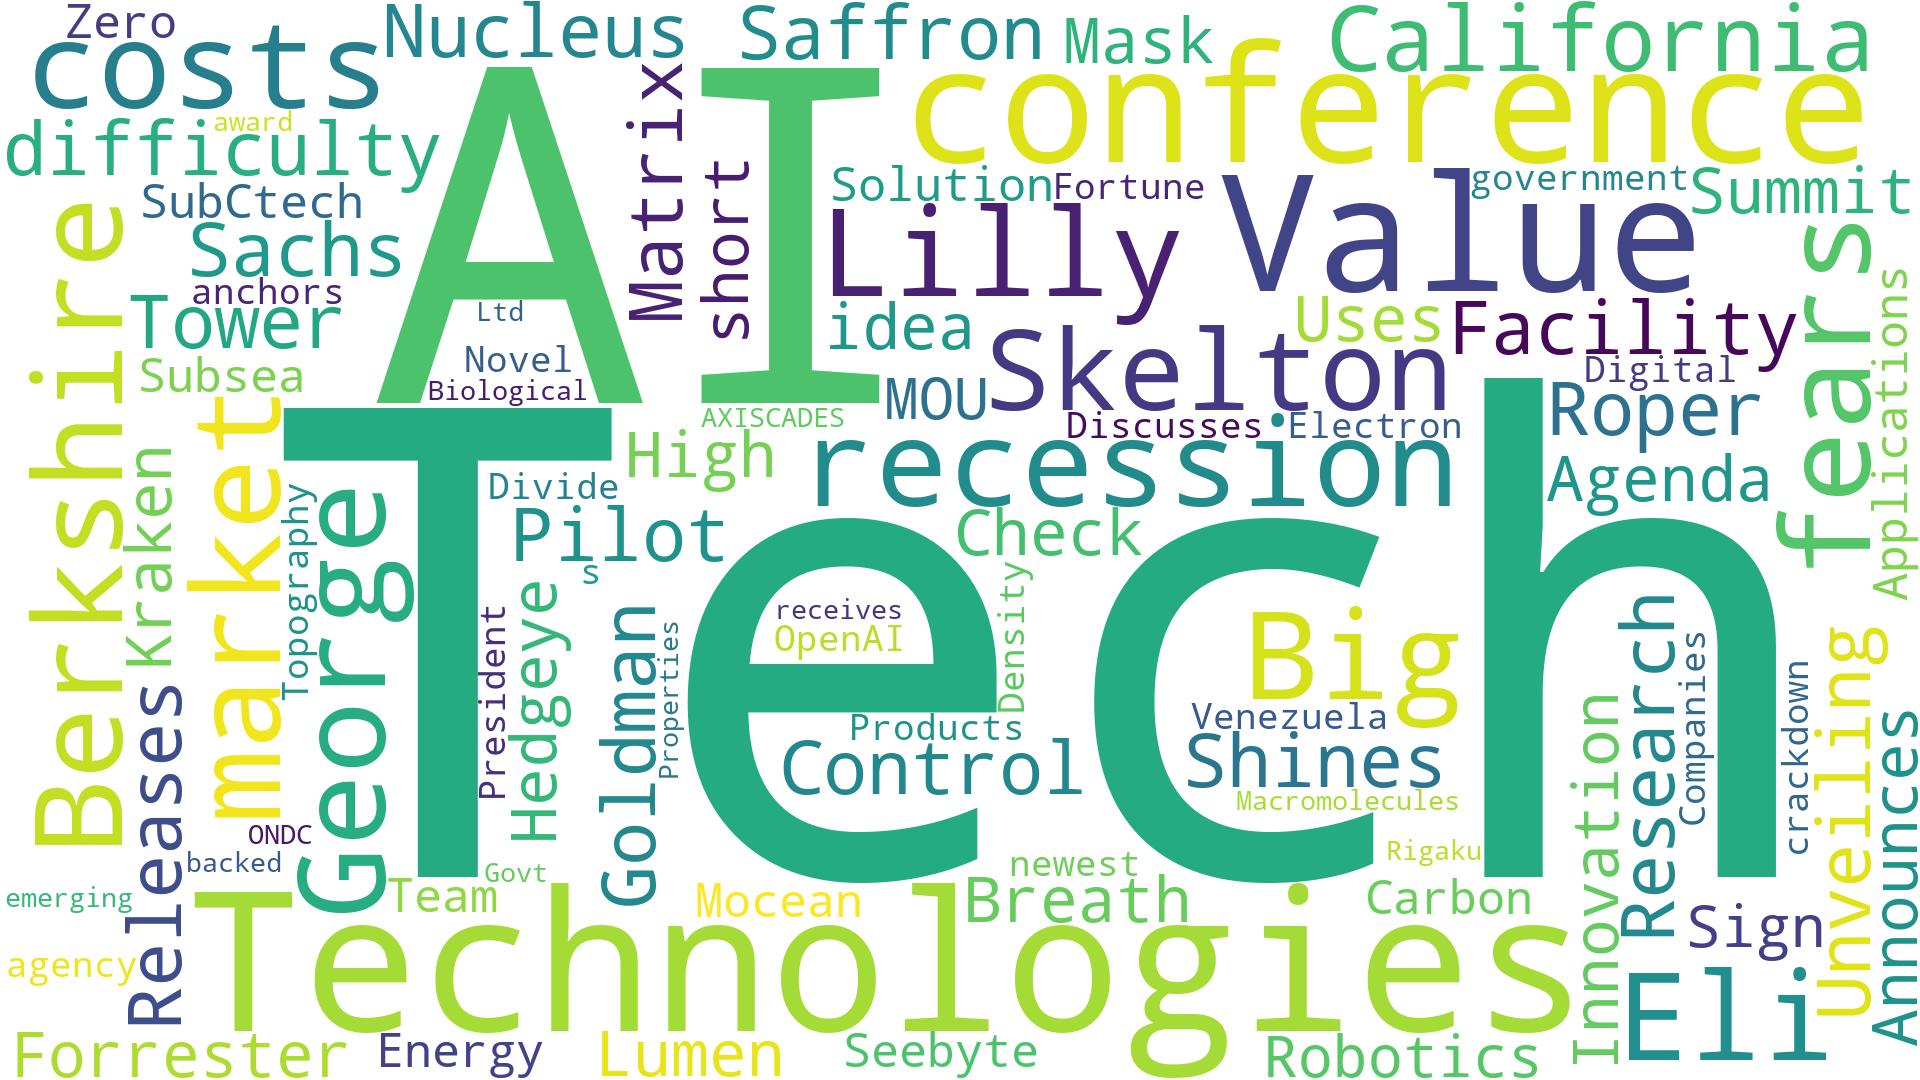 Zero
costs
Nucleus
Saffron
Mask
California
AI
conference
difficulty
award
Matrix
short
SubCtech
Sachs
Solution
Fortune
Value
government
Summit
Lilly
anchors
Tower
Ltd
idea
Uses
Facility
fears
Applications
Berkshire
Subsea
Novel
Biological
MOU
Skelton
Digital
Roper
AXISCADES
Discusses
Electron
market
Tech
High
recession
Agenda
Kraken
Topography
George
Divide
Pilot
s
Check
Density
President
Hedgeye
Goldman
Properties
receives
OpenAI
Big
Research
Companies
crackdown
Unveiling
Announces
Releases
Products
Control
Venezuela
Shines
Macromolecules
Innovation
ONDC
backed
Govt
Team
newest
Rigaku
emerging
Mocean
Breath
Carbon
Sign
agency
Technologies
Eli
Forrester
Energy
Lumen
Seebyte
Robotics